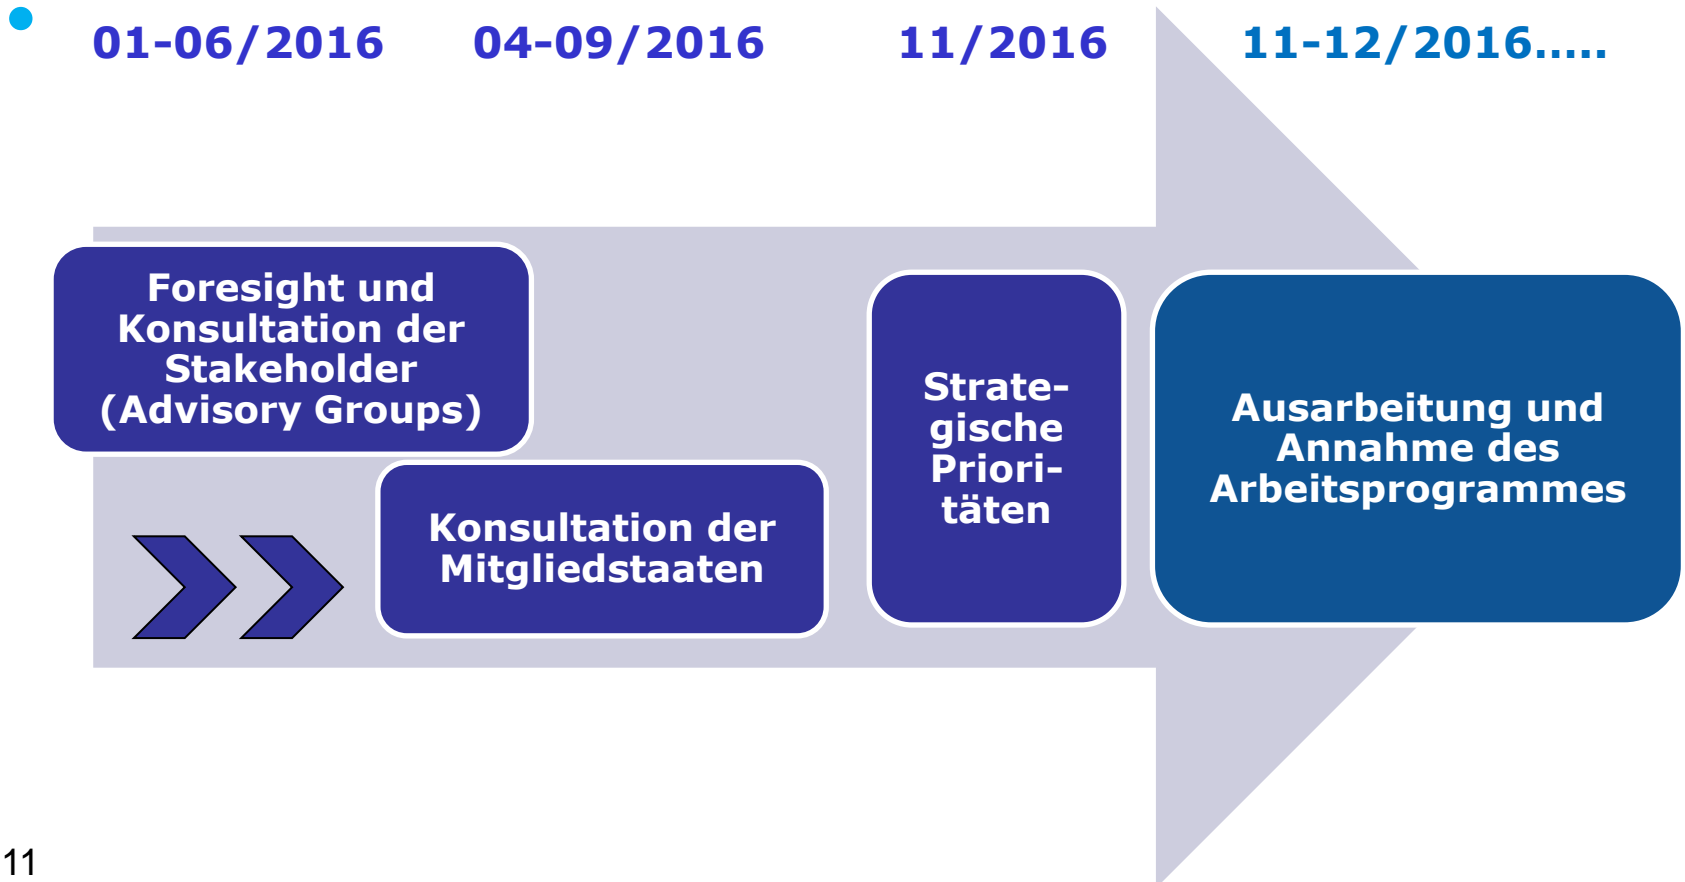 01-06/2016
04-09/2016
11/2016
11-12/2016.....
Foresight und
Konsultation der
Stakeholder
(Advisory Groups)
Konsultation der
Mitgliedstaaten
Strate-
gische
Priori-
täten
Ausarbeitung und
Annahme des
Arbeitsprogrammes
11